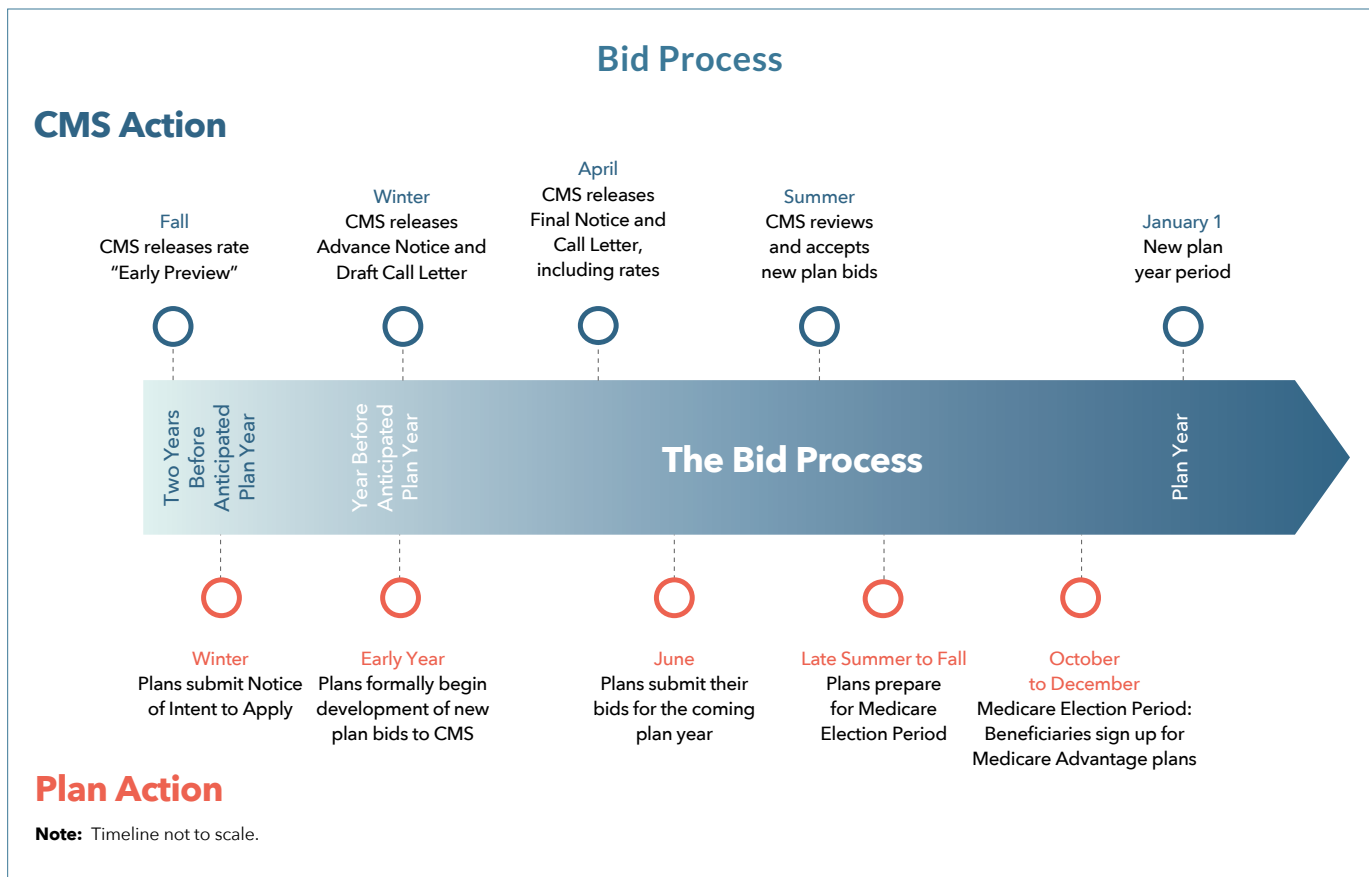 Bid Process
CMS Action
Fall
CMS releases rate
“Early Preview”
Winter
CMS releases
Advance Notice and
Draft Call Letter
April
CMS releases
Final Notice and
Call Letter,
including rates
Summer
CMS reviews
and accepts
new plan bids
January 1
New plan
year period
Two Years
Before
Anticipated
Plan Year
Year Before
Anticipated
Plan Year
The Bid Process
Plan Year
Winter
Plans submit Notice
of Intent to Apply
Early Year
Plans formally begin
development of new
plan bids to CMS
June
Plans submit their
bids for the coming
plan year
Late Summer to Fall
Plans prepare
for Medicare
Election Period
October
to December
Medicare Election Period:
Beneficiaries sign up for
Medicare Advantage plans
Plan Action
Note: Timeline not to scale.